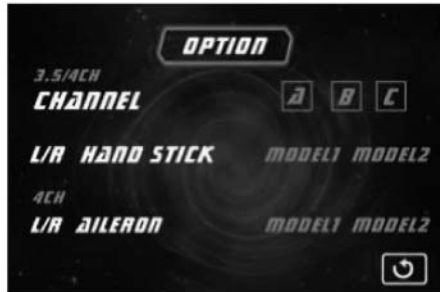 OPTION
3.5/4CH
CHANNEL A B C
L/R HAND STICK MODEL1 MODEL2
4CH
L/R AILERON MODEL1 MODEL2